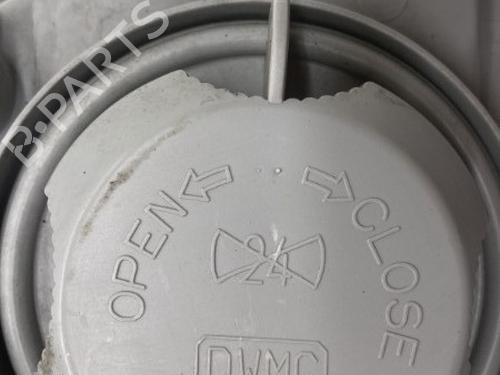 B-PARTS
OPEN
CLOSE
24
DWMC